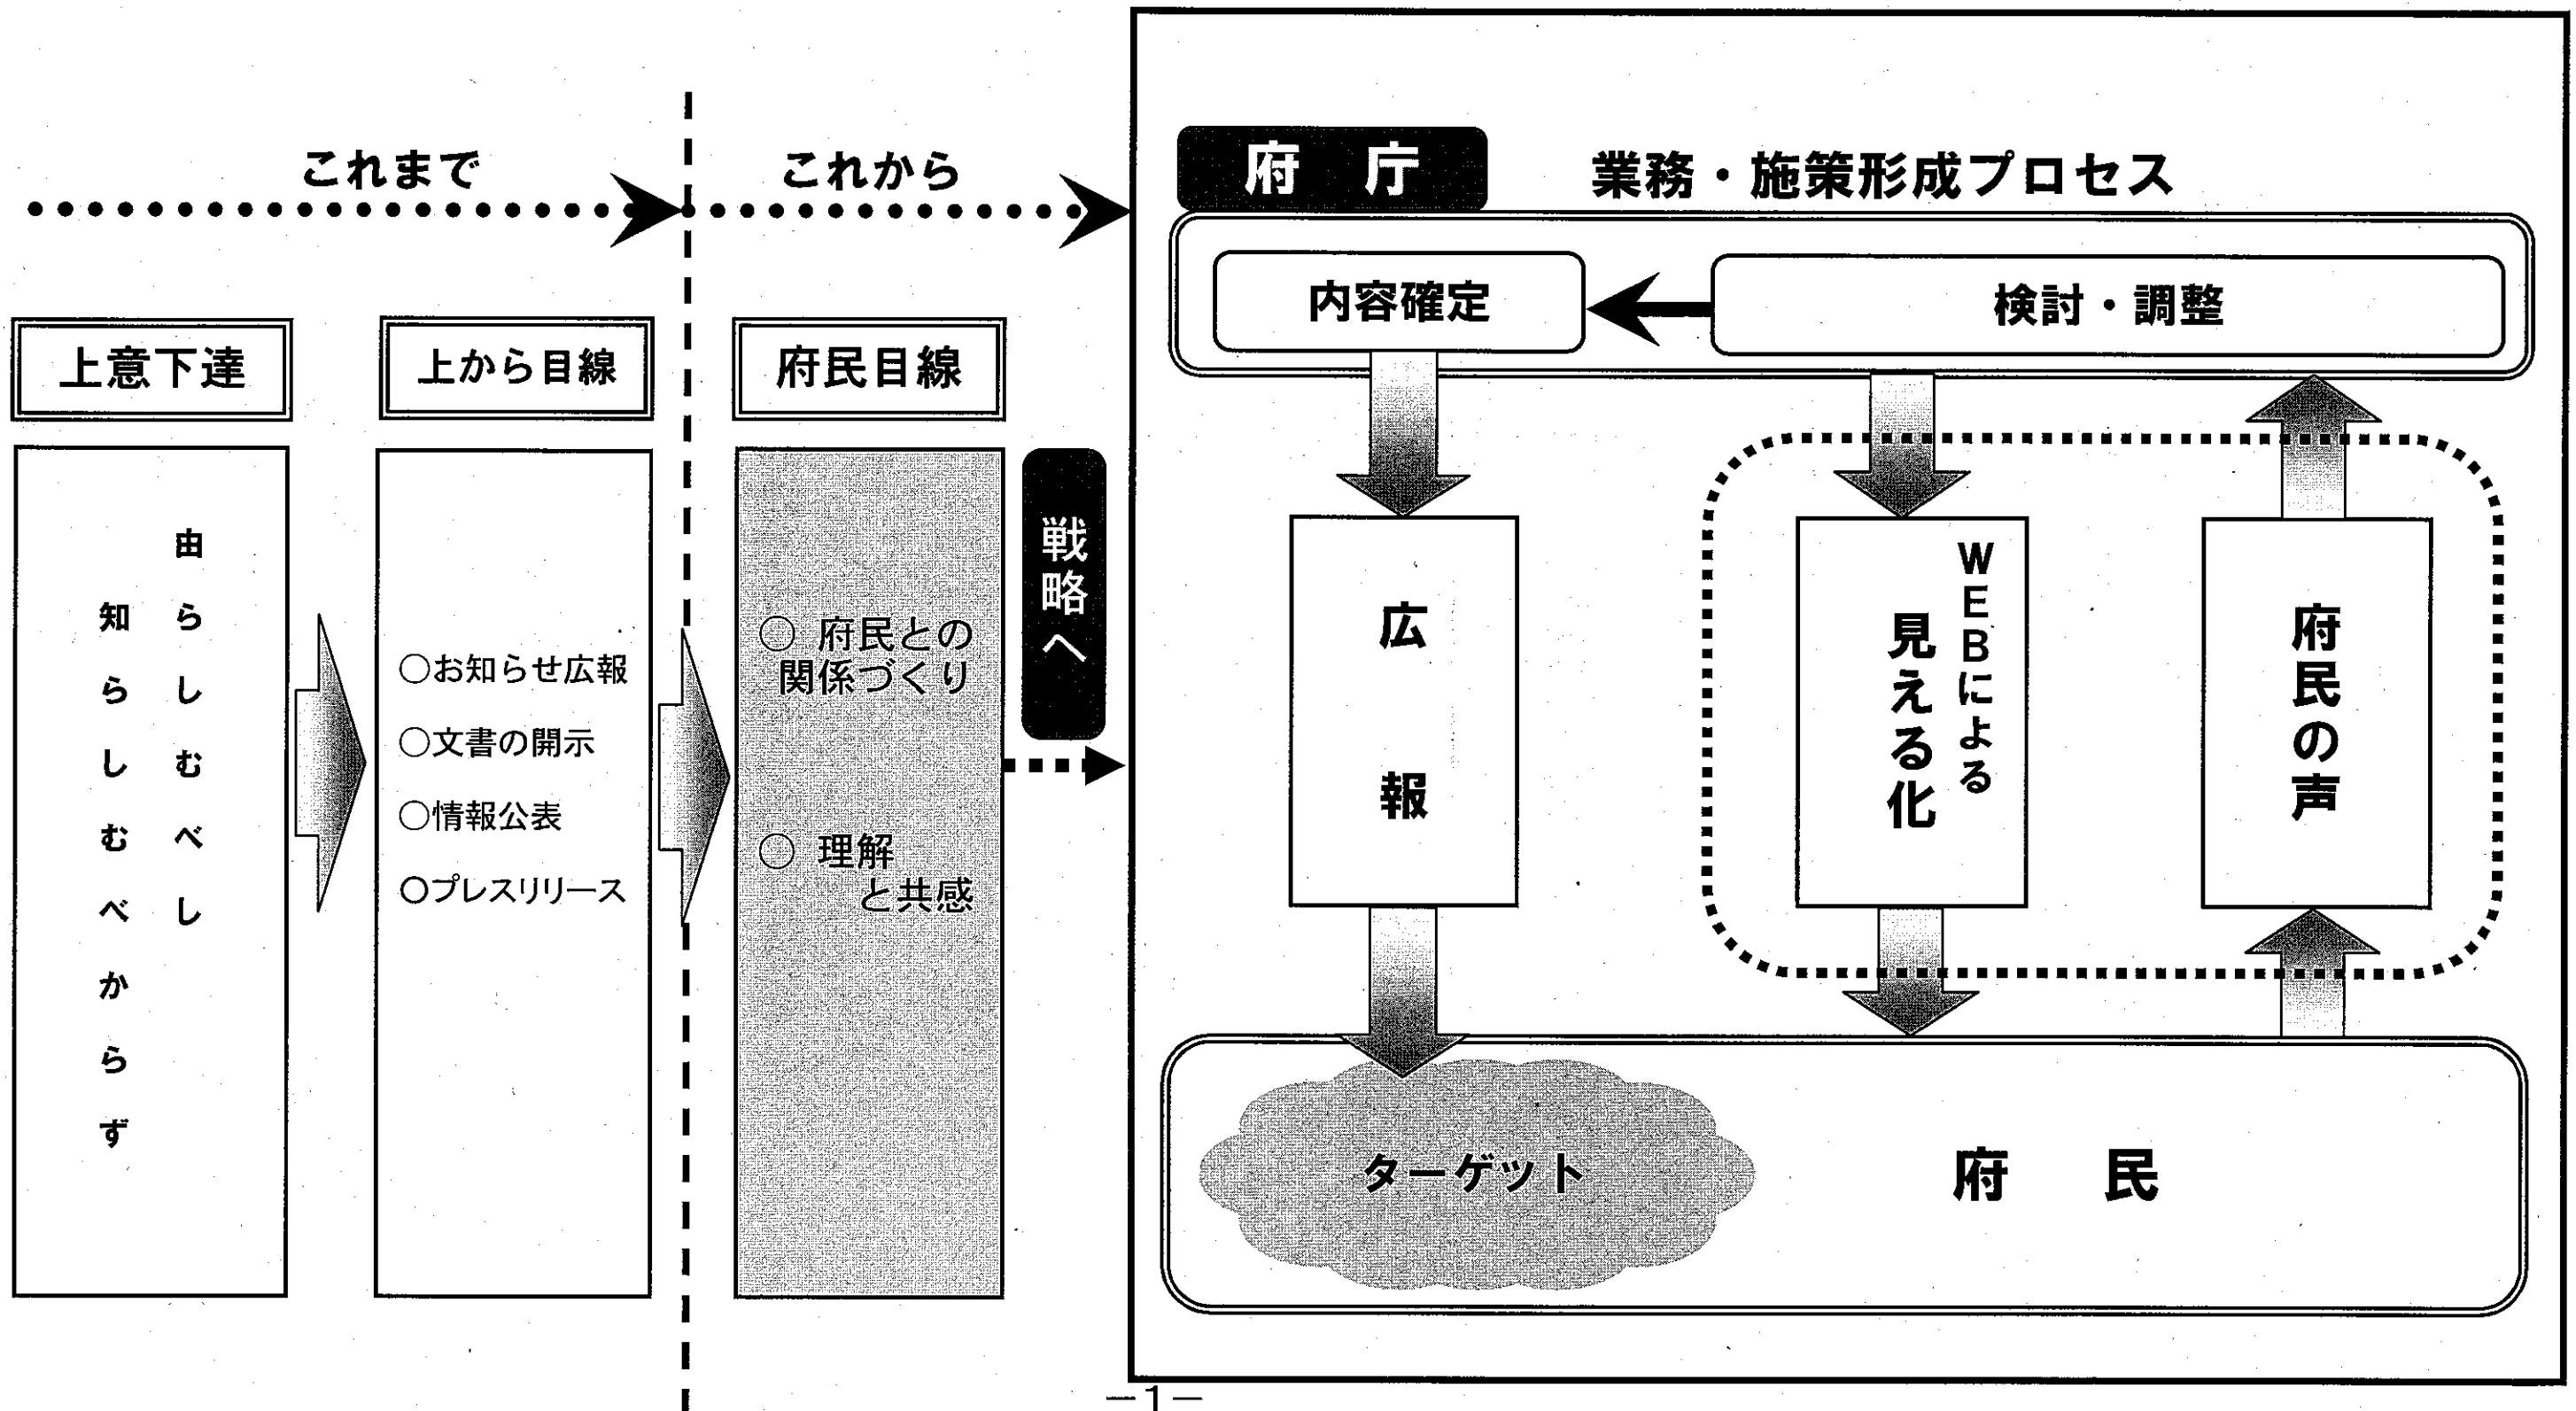 これまで
これから
上意下達
由らしむべし
知らしむべからず
上から目線
○お知らせ広報
○文書の開示
○情報公表
○プレスリリース
府民目線
○ 府民との
関係づくり
○ 理解
と共感
戦略へ
府 庁
業務・施策形成プロセス
内容確定
検討・調整
広 報
WEBによる
見える化
府民の声
ターゲット
府 民
－1－